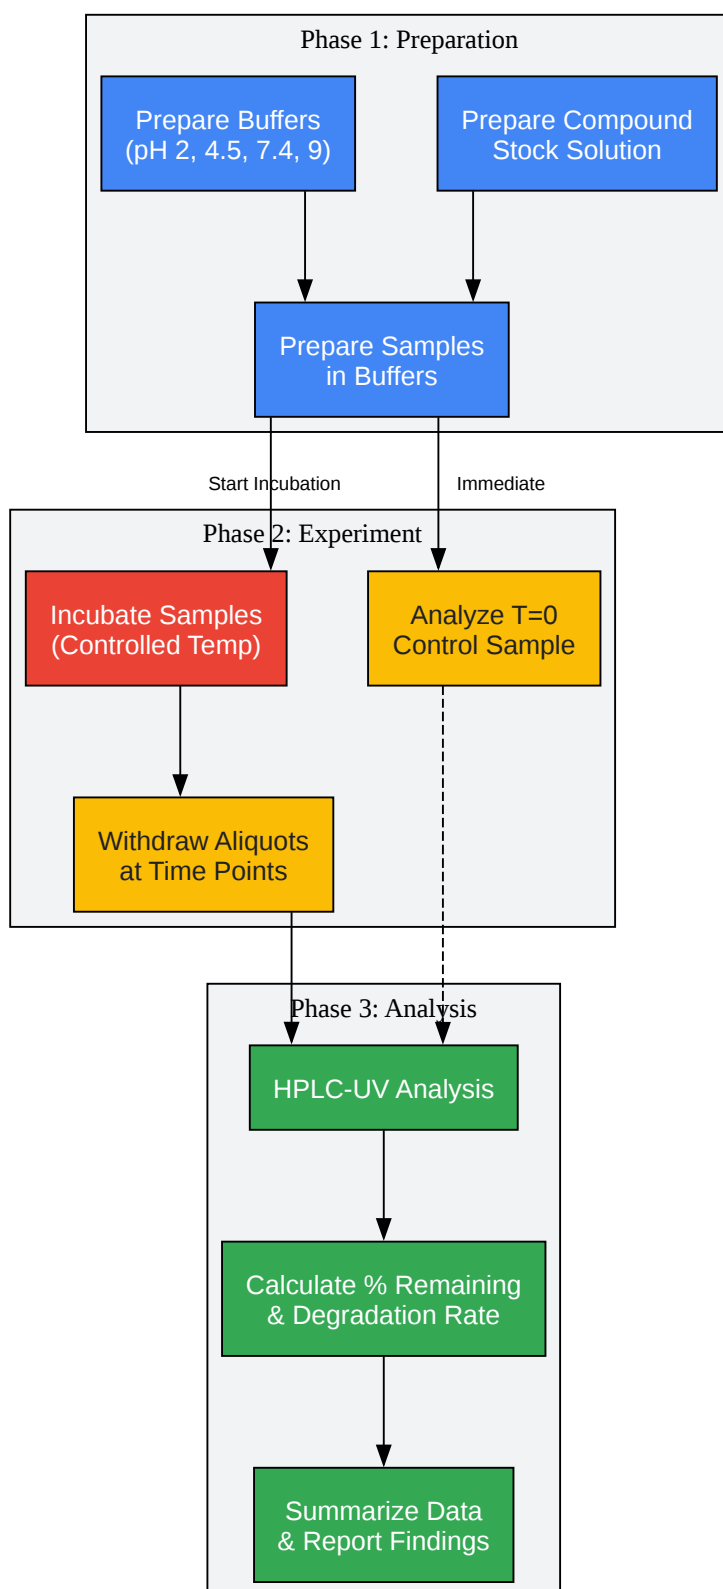 Phase 1: Preparation
Prepare Buffers
(pH 2, 4.5, 7.4, 9)
Prepare Compound
Stock Solution
Prepare Samples
in Buffers
Start Incubation
Immediate
Phase 2: Experiment
Incubate Samples
(Controlled Temp)
Analyze T=0
Control Sample
Withdraw Aliquots
at Time Points
Phase 3: Analysis
HPLC-UV Analysis
Calculate % Remaining
& Degradation Rate
Summarize Data
& Report Findings